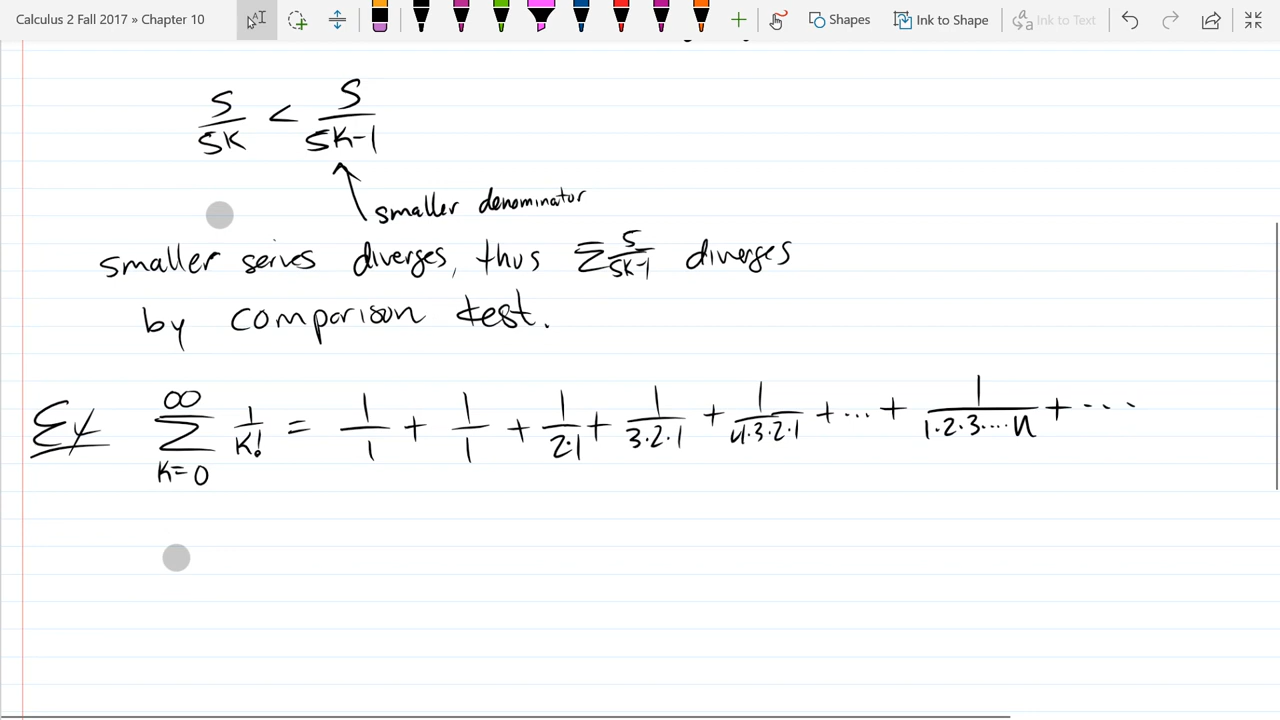 Calculus 2 Fall 2017 » Chapter 10
Shapes
Ink to Shape
Ink to Text
5/5K < 5/5K-1
smaller denominator
smaller series diverges, thus Σ 5/5K-1 diverges
by comparison test.
Ex ∞ Σ K=0 1/K! = 1/1 + 1/1 + 1/2·1 + 1/3·2·1 + 1/4·3·2·1 + ... + 1/1·2·3····n + ...